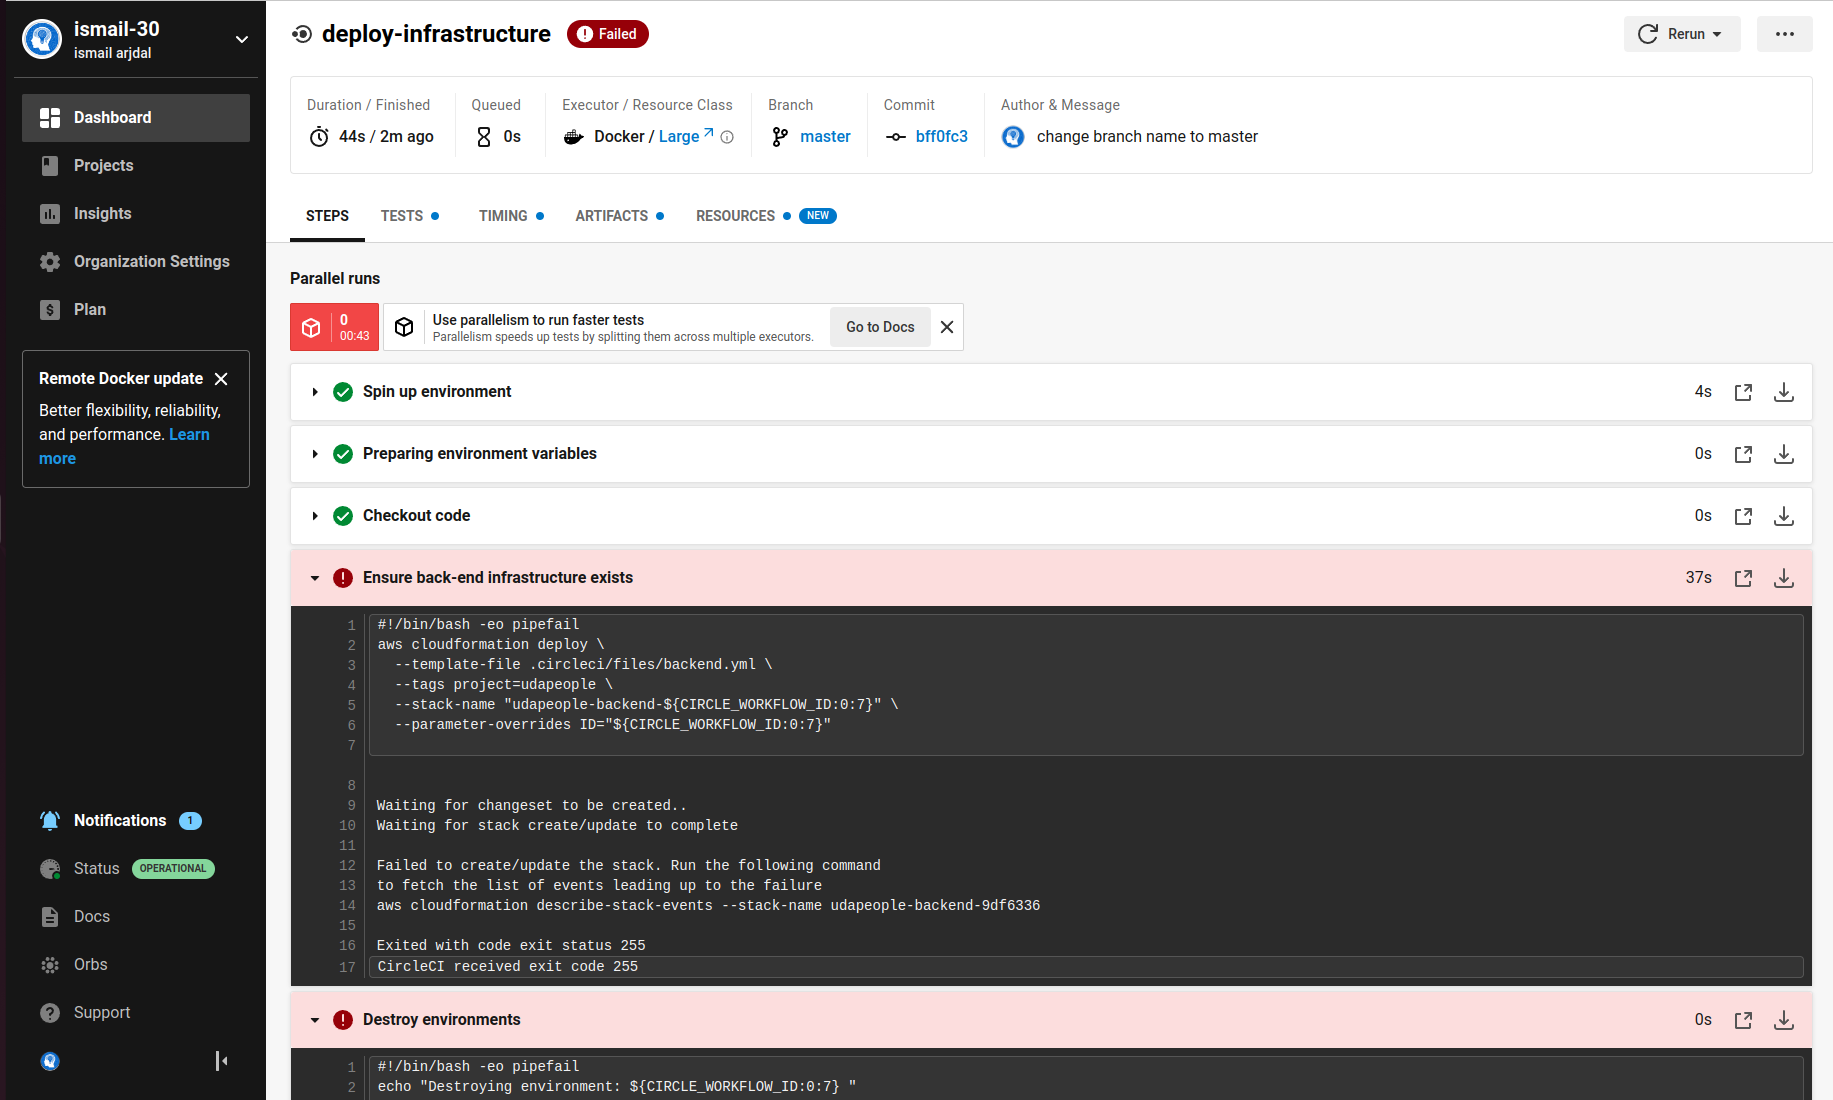 ismail-30
ismail arjdal
Dashboard
Projects
Insights
Organization Settings
$ Plan
Remote Docker update
Better flexibility, reliability,
and performance. Learn
more
Notifications 1
Status OPERATIONAL
Docs
Orbs
? Support
deploy-infrastructure ! Failed
Rerun
Duration / Finished
44s / 2m ago
Queued
0s
Executor / Resource Class
Docker / Large
Branch
master
Commit
bff0fc3
Author & Message
change branch name to master
STEPS TESTS TIMING ARTIFACTS RESOURCES NEW
Parallel runs
0
00:43
Use parallelism to run faster tests
Parallelism speeds up tests by splitting them across multiple executors.
Go to Docs
Spin up environment 4s
Preparing environment variables 0s
Checkout code 0s
! Ensure back-end infrastructure exists 37s
1 #!/bin/bash -eo pipefail
2 aws cloudformation deploy \
3 --template-file .circleci/files/backend.yml \
4 --tags project=udapeople \
5 --stack-name "udapeople-backend-${CIRCLE_WORKFLOW_ID:0:7}" \
6 --parameter-overrides ID="${CIRCLE_WORKFLOW_ID:0:7}"
7
8
9 Waiting for changeset to be created..
10 Waiting for stack create/update to complete
11
12 Failed to create/update the stack. Run the following command
13 to fetch the list of events leading up to the failure
14 aws cloudformation describe-stack-events --stack-name udapeople-backend-9df6336
15
16 Exited with code exit status 255
17 CircleCI received exit code 255
! Destroy environments 0s
1 #!/bin/bash -eo pipefail
2 echo "Destroying environment: ${CIRCLE_WORKFLOW_ID:0:7} "